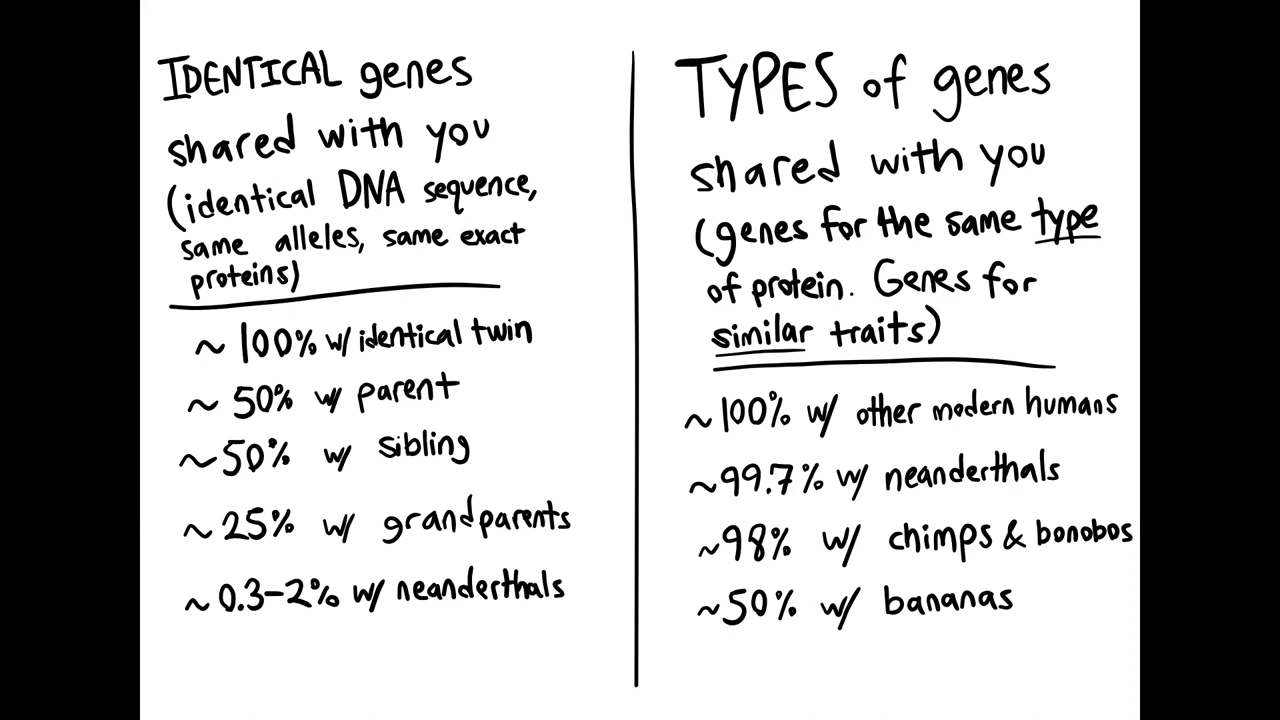 IDENTICAL genes
shared with you
(identical DNA sequence,
same alleles, same exact
proteins)
~ 100% w/ identical twin
~ 50% w/ parent
~50% w/ sibling
~ 25% w/ grandparents
~ 0.3-2% w/ neanderthals
TYPES of genes
shared with you
(genes for the same type
of protein. Genes for
similar traits)
~100% w/ other modern humans
~99.7% w/ neanderthals
~98% w/ chimps & bonobos
~50% w/ bananas